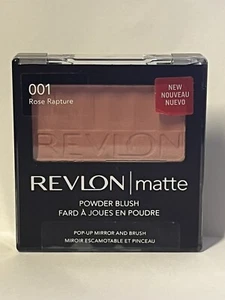 001
Rose Rapture
NEW
NOUVEAU
NUEVO
REVLON
REVLON | matte
POWDER BLUSH
FARD À JOUES EN POUDRE
POP-UP MIRROR AND BRUSH
MIROIR ESCAMOTABLE ET PINCEAU